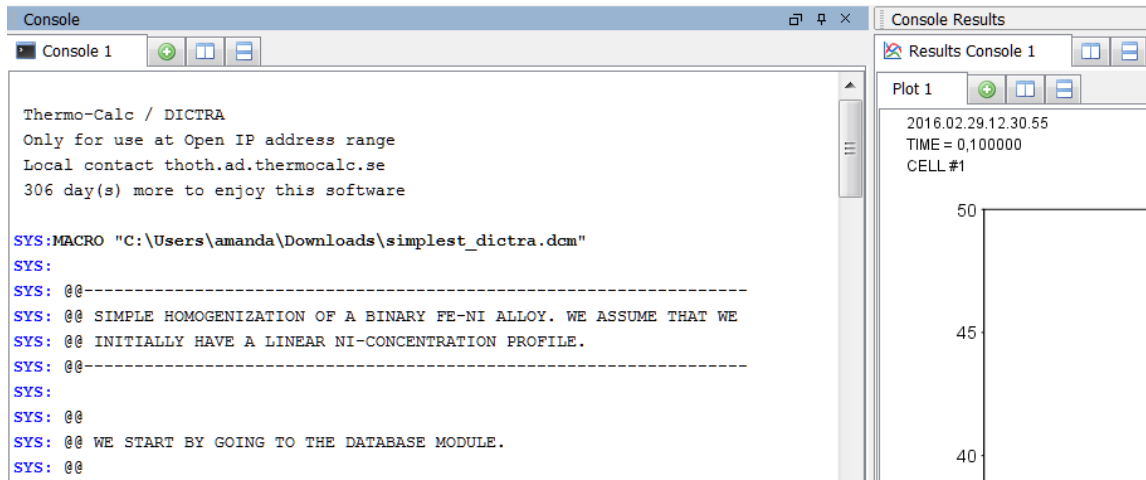 Console
Console 1
Thermo-Calc / DICTRA
Only for use at Open IP address range
Local contact thoth.ad.thermocalc.se
306 day(s) more to enjoy this software
SYS:MACRO "C:\Users\amanda\Downloads\simplest_dictra.dcm"
SYS:
SYS: @@-------------------------------------------------------------------
SYS: @@ SIMPLE HOMOGENIZATION OF A BINARY FE-NI ALLOY. WE ASSUME THAT WE
SYS: @@ INITIALLY HAVE A LINEAR NI-CONCENTRATION PROFILE.
SYS: @@-------------------------------------------------------------------
SYS:
SYS: @@
SYS: @@ WE START BY GOING TO THE DATABASE MODULE.
SYS: @@
Console Results
Results Console 1
Plot 1
2016.02.29.12.30.55
TIME = 0,100000
CELL #1
50
45
40